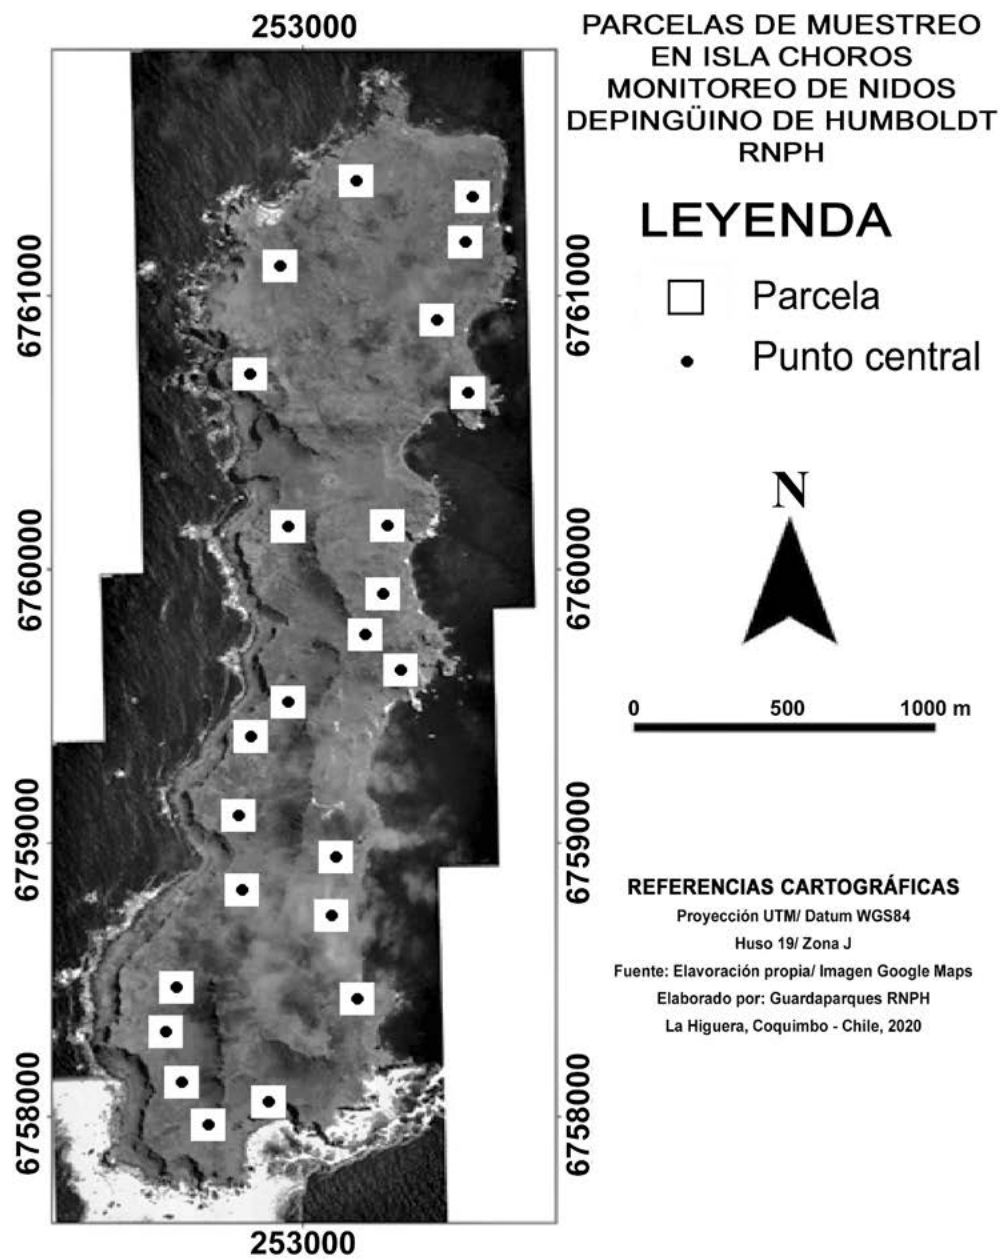 253000
PARCELAS DE MUESTREO
EN ISLA CHOROS
MONITOREO DE NIDOS
DEPINGÜINO DE HUMBOLDT
RNPH
LEYENDA
Parcela
Punto central
6761000
6761000
N
6760000
6760000
0 500 1000 m
6759000
6759000
REFERENCIAS CARTOGRÁFICAS
Proyección UTM/ Datum WGS84
Huso 19/ Zona J
Fuente: Elavoración propia/ Imagen Google Maps
Elaborado por: Guardaparques RNPH
La Higuera, Coquimbo - Chile, 2020
6758000
6758000
253000